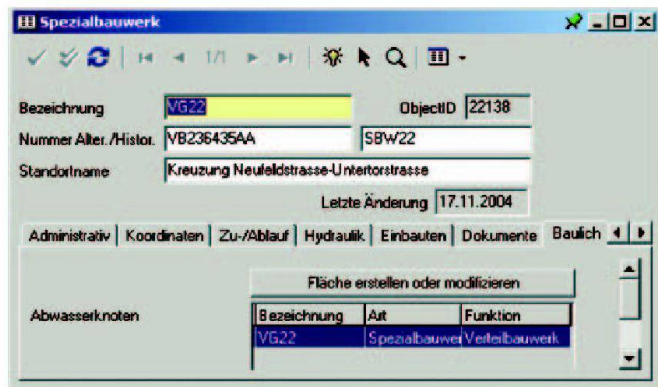 Spezialbauwerk
1/1
Bezeichnung VG22 ObjectID 22138
Nummer Alter./Histor. VB236435AA SBW22
Standortname Kreuzung Neufeldstrasse-Untertorstrasse
Letzte Änderung 17.11.2004
Administrativ Koordinaten Zu-/Ablauf Hydraulik Einbauten Dokumente Baulich
Fläche erstellen oder modifizieren
Abwasserknoten
Bezeichnung Art Funktion
VG22 Spezialbauwer Verteilbauwerk